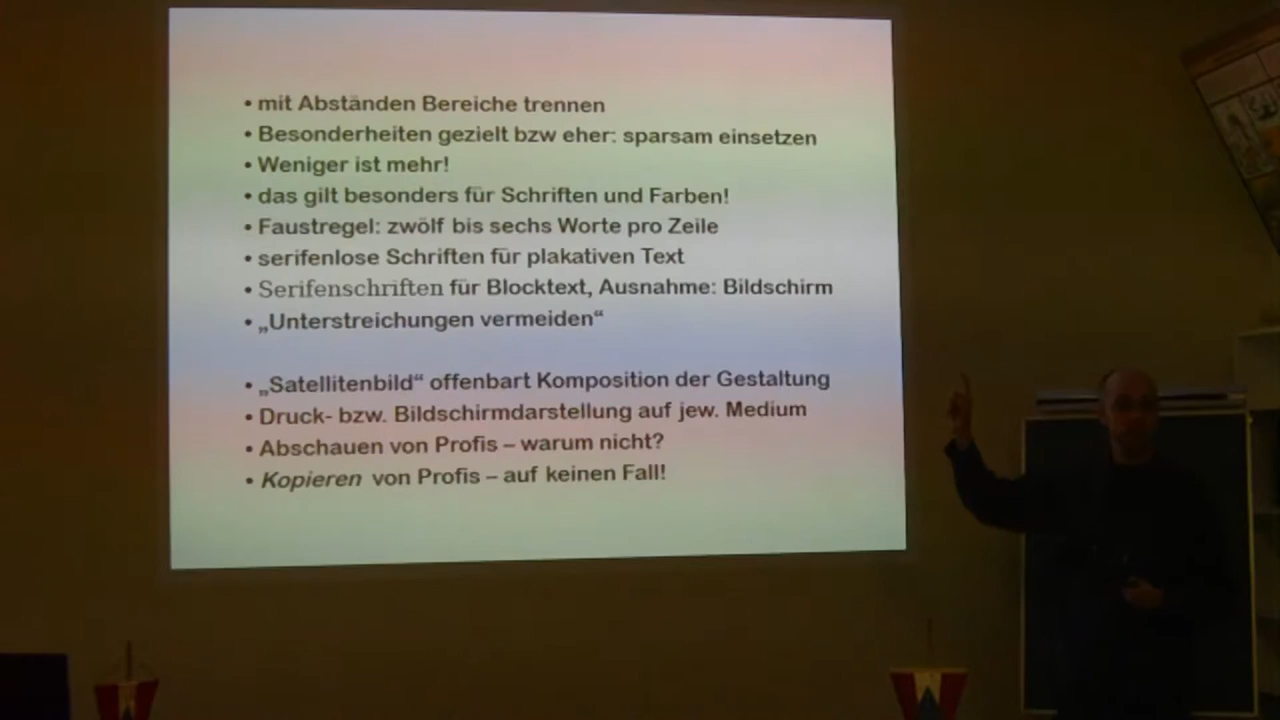 • mit Abständen Bereiche trennen
• Besonderheiten gezielt bzw eher: sparsam einsetzen
• Weniger ist mehr!
• das gilt besonders für Schriften und Farben!
• Faustregel: zwölf bis sechs Worte pro Zeile
• serifenlose Schriften für plakativen Text
• Serifenschriften für Blocktext, Ausnahme: Bildschirm
• „Unterstreichungen vermeiden“
• „Satellitenbild“ offenbart Komposition der Gestaltung
• Druck- bzw. Bildschirmdarstellung auf jew. Medium
• Abschauen von Profis – warum nicht?
• Kopieren von Profis – auf keinen Fall!